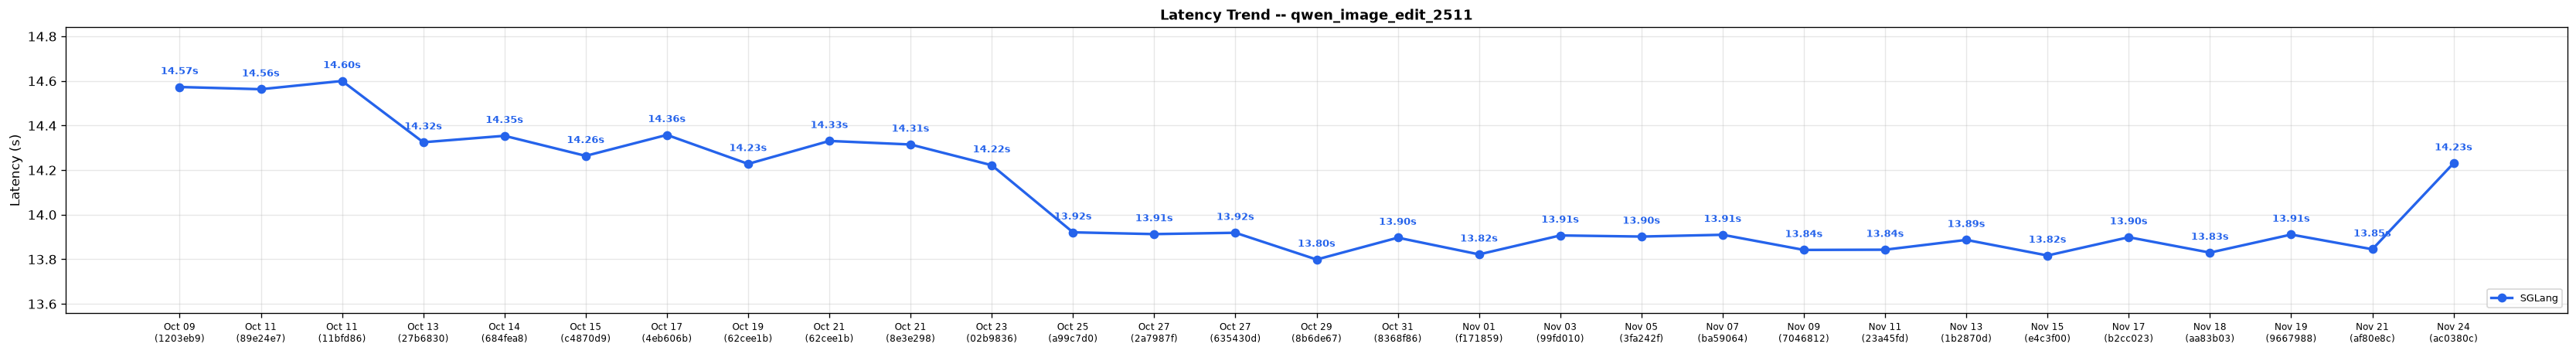 Latency Trend -- qwen_image_edit_2511
Latency (s)
14.8
14.6
14.4
14.2
14.0
13.8
13.6
14.57s
14.56s
14.60s
14.32s
14.35s
14.26s
14.36s
14.23s
14.33s
14.31s
14.22s
13.92s
13.91s
13.92s
13.80s
13.90s
13.82s
13.91s
13.90s
13.91s
13.84s
13.84s
13.89s
13.82s
13.90s
13.83s
13.91s
13.85s
14.23s
SGLang
Oct 09
(1203eb9)
Oct 11
(89e24e7)
Oct 11
(11bfd86)
Oct 13
(27b6830)
Oct 14
(684fea8)
Oct 15
(c4870d9)
Oct 17
(4eb606b)
Oct 19
(62cee1b)
Oct 21
(62cee1b)
Oct 21
(8e3e298)
Oct 23
(02b9836)
Oct 25
(a99c7d0)
Oct 27
(2a7987f)
Oct 27
(635430d)
Oct 29
(8b6de67)
Oct 31
(8368f86)
Nov 01
(f171859)
Nov 03
(99fd010)
Nov 05
(3fa242f)
Nov 07
(ba59064)
Nov 09
(7046812)
Nov 11
(23a45fd)
Nov 13
(1b2870d)
Nov 15
(e4c3f00)
Nov 17
(b2cc023)
Nov 18
(aa83b03)
Nov 19
(9667988)
Nov 21
(af80e8c)
Nov 24
(ac0380c)